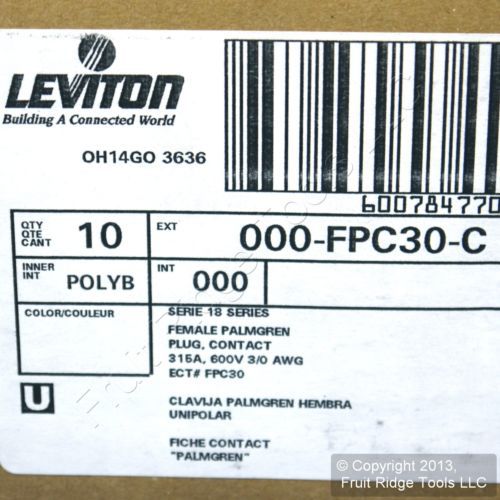 LEVITON
Building A Connected World
OH14GO 3636
600784770
QTY QTE CANT 10 EXT 000-FPC30-C
INNER INT POLYB INT 000
COLOR/COULEUR
SERIE 18 SERIES
FEMALE PALMGREN
PLUG, CONTACT
315A, 600V 3/0 AWG
ECT# FPC30
U
CLAVIJA PALMGREN HEMBRA
UNIPOLAR
FICHE CONTACT
"PALMGREN"
© Copyright 2013,
Fruit Ridge Tools LLC